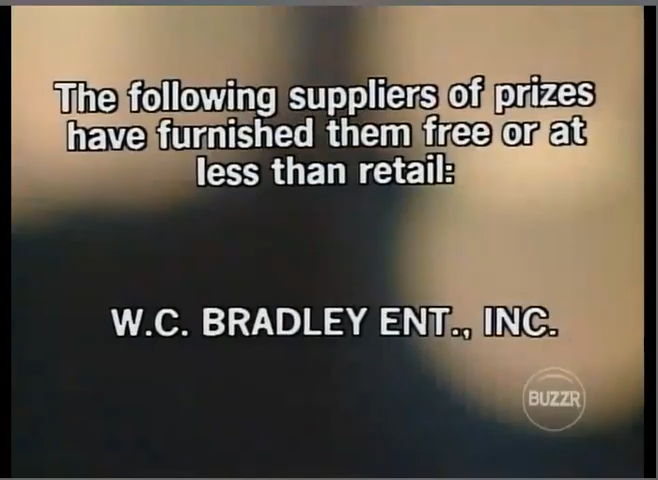 The following suppliers of prizes
have furnished them free or at
less than retail:
W.C. BRADLEY ENT., INC.
BUZZR